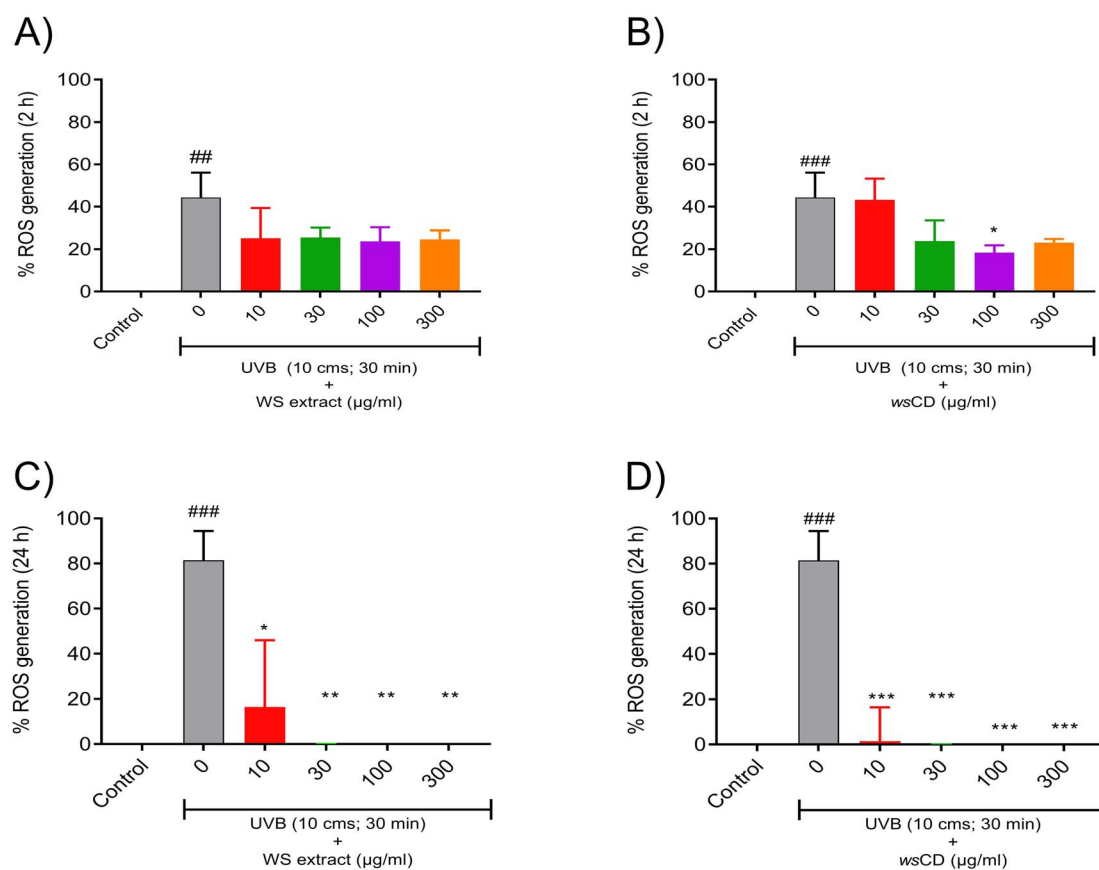 A)
% ROS generation (2 h)
100
80
60
40
20
0
##
Control
0
10
30
100
300
UVB (10 cms; 30 min)
+
WS extract (µg/ml)
B)
% ROS generation (2 h)
100
80
60
40
20
0
###
*
Control
0
10
30
100
300
UVB (10 cms; 30 min)
+
wsCD (µg/ml)
C)
% ROS generation (24 h)
100
80
60
40
20
0
###
*
** ** **
Control
0
10
30
100
300
UVB (10 cms; 30 min)
+
WS extract (µg/ml)
D)
% ROS generation (24 h)
100
80
60
40
20
0
###
*** ***
*** ***
Control
0
10
30
100
300
UVB (10 cms; 30 min)
+
wsCD (µg/ml)